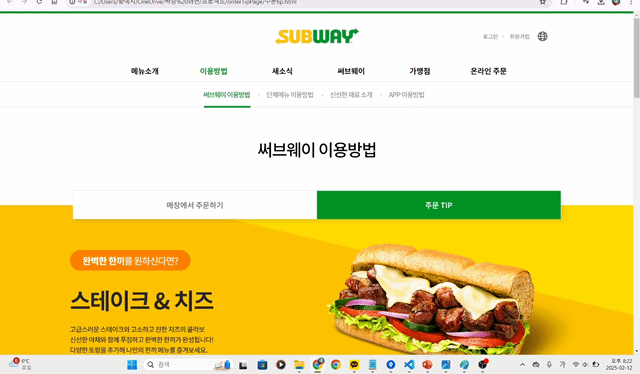 SUBWAY
로그인
회원가입
메뉴소개
이용방법
새소식
써브웨이
가맹점
온라인 주문
써브웨이 이용방법
단체메뉴 이용방법
신선한 재료 소개
APP 이용방법
써브웨이 이용방법
매장에서 주문하기
주문 TIP
완벽한 한끼를 원하신다면?
스테이크 & 치즈
고급스러운 스테이크와 고소하고 진한 치즈의 콜라보
신선한 야채와 함께 푸짐하고 완벽한 한끼가 완성됩니다!
다양한 토핑을 추가해 나만의 한끼 메뉴를 즐겨보세요.
0°C
흐림
검색
오후 8:22
2025-02-12